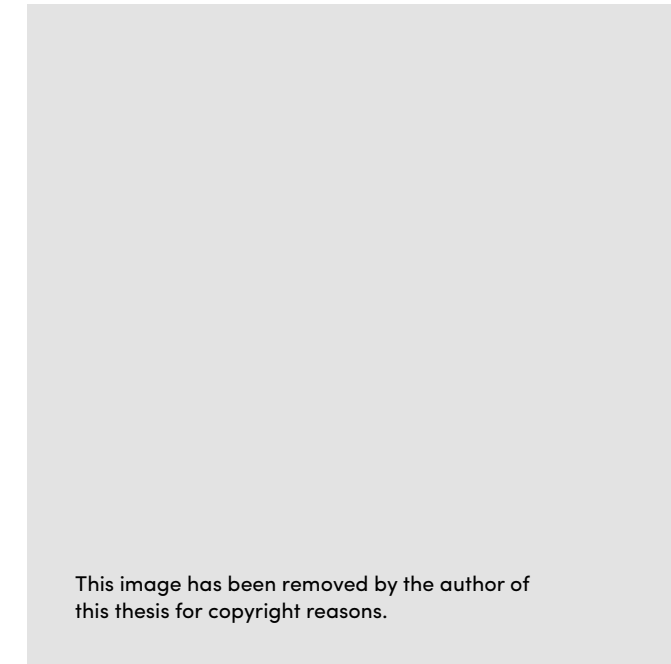 This image has been removed by the author of
this thesis for copyright reasons.